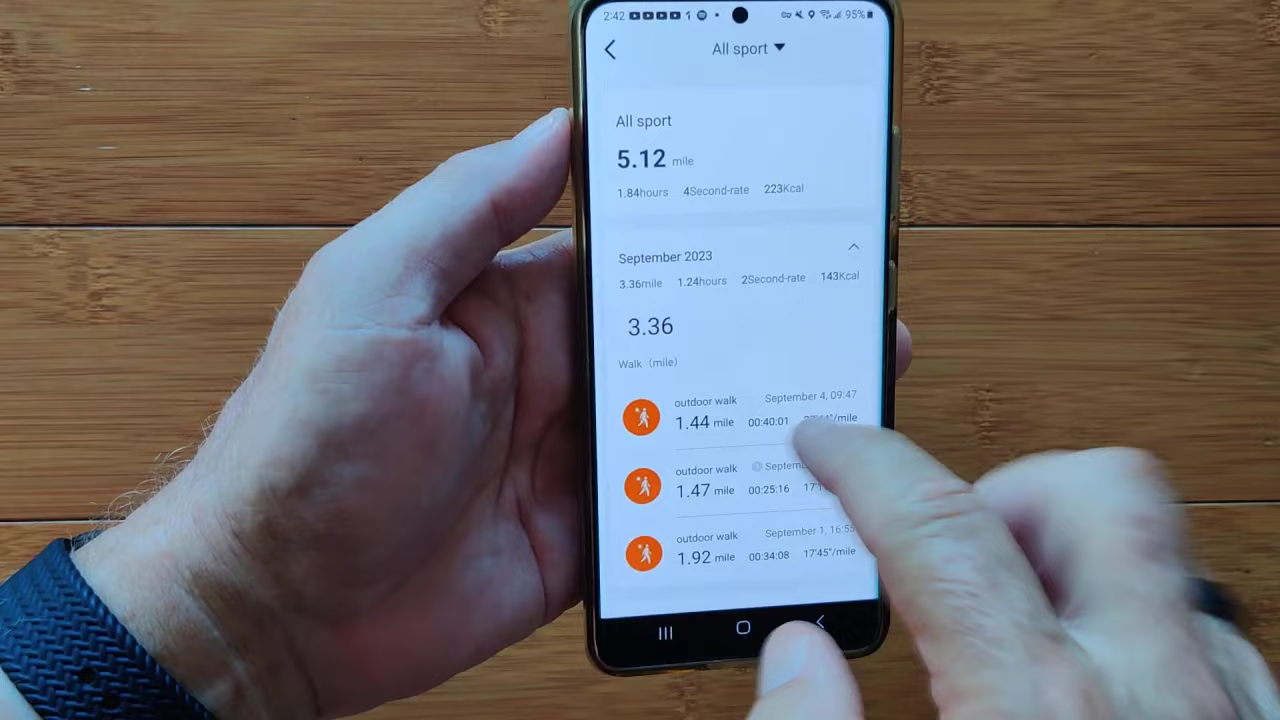 2:42 95%
All sport
All sport
5.12 mile
1.84hours 4Second-rate 223Kcal
September 2023
3.36mile 1.24hours 2Second-rate 143Kcal
3.36
Walk (mile)
outdoor walk September 4, 09:47
1.44 mile 00:40:01 /mile
outdoor walk
1.47 mile 00:25:16
outdoor walk September 1, 16:55
1.92 mile 00:34:08 17'45"/mile